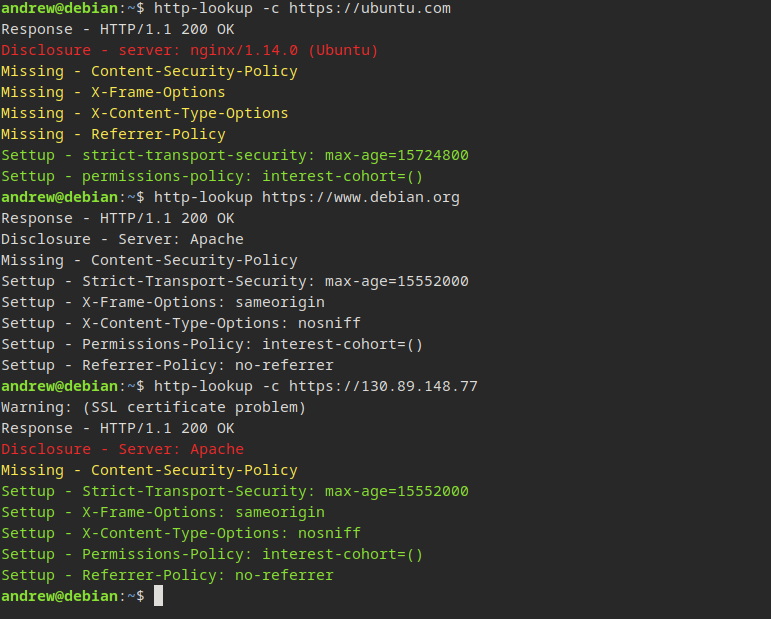 andrew@debian:~$ http-lookup -c https://ubuntu.com
Response - HTTP/1.1 200 OK
Disclosure - server: nginx/1.14.0 (Ubuntu)
Missing - Content-Security-Policy
Missing - X-Frame-Options
Missing - X-Content-Type-Options
Missing - Referrer-Policy
Settup - strict-transport-security: max-age=15724800
Settup - permissions-policy: interest-cohort=()
andrew@debian:~$ http-lookup https://www.debian.org
Response - HTTP/1.1 200 OK
Disclosure - Server: Apache
Missing - Content-Security-Policy
Settup - Strict-Transport-Security: max-age=15552000
Settup - X-Frame-Options: sameorigin
Settup - X-Content-Type-Options: nosniff
Settup - Permissions-Policy: interest-cohort=()
Settup - Referrer-Policy: no-referrer
andrew@debian:~$ http-lookup -c https://130.89.148.77
Warning: (SSL certificate problem)
Response - HTTP/1.1 200 OK
Disclosure - Server: Apache
Missing - Content-Security-Policy
Settup - Strict-Transport-Security: max-age=15552000
Settup - X-Frame-Options: sameorigin
Settup - X-Content-Type-Options: nosniff
Settup - Permissions-Policy: interest-cohort=()
Settup - Referrer-Policy: no-referrer
andrew@debian:~$